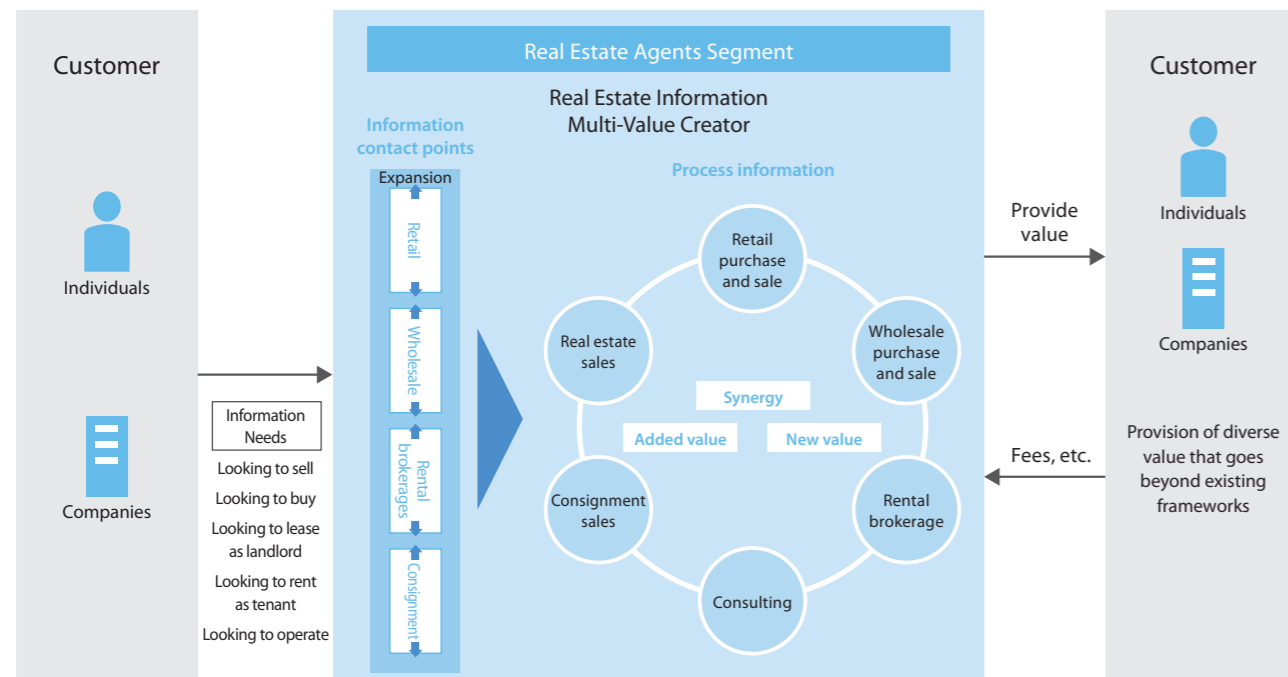 Customer
Individuals
Companies
Information
Needs
Looking to sell
Looking to buy
Looking to lease
as landlord
Looking to rent
as tenant
Looking to operate
Real Estate Agents Segment
Real Estate Information
Multi-Value Creator
Information
contact points
Expansion
Retail
Wholesale
Rental
brokerages
Consignment
Process information
Retail
purchase
and sale
Real estate
sales
Wholesale
purchase
and sale
Synergy
Added value
New value
Consignment
sales
Rental
brokerage
Consulting
Provide
value
Fees, etc.
Customer
Individuals
Companies
Provision of diverse
value that goes
beyond existing
frameworks